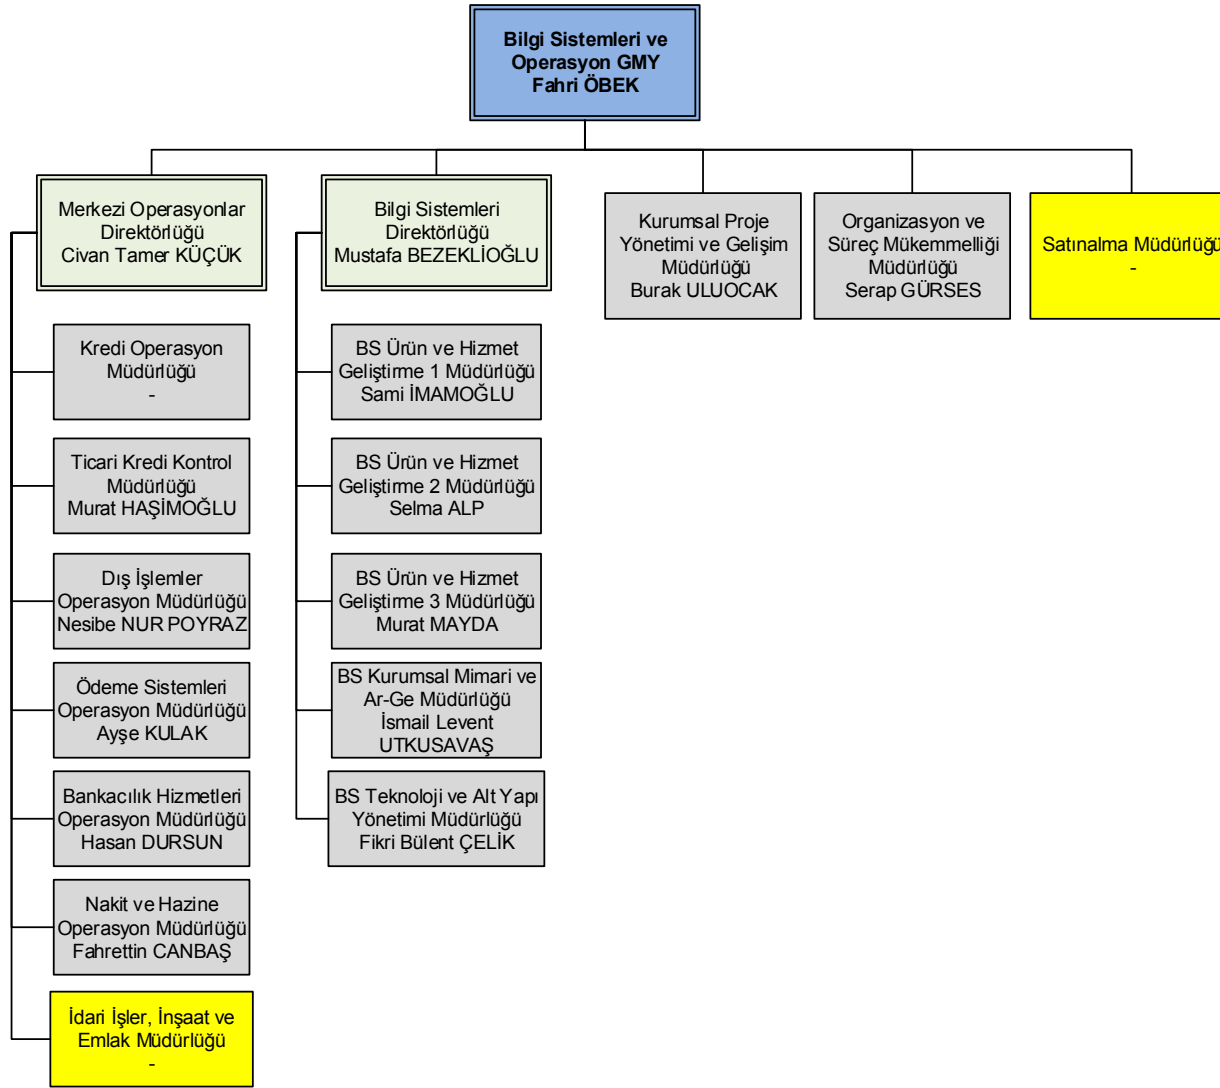 Bilgi Sistemleri ve
Operasyon GMY
Fahri ÖBEK
Merkezi Operasyonlar
Direktörlüğü
Civan Tamer KÜÇÜK
Bilgi Sistemleri
Direktörlüğü
Mustafa BEZEKLİOĞLU
Kurumsal Proje
Yönetimi ve Gelişim
Müdürlüğü
Burak ULUOCAK
Organizasyon ve
Süreç Mükemmelliği
Müdürlüğü
Serap GÜRSES
Satınalma Müdürlüğü
-
Kredi Operasyon
Müdürlüğü
-
Ticari Kredi Kontrol
Müdürlüğü
Murat HAŞİMOĞLU
Dış İşlemler
Operasyon Müdürlüğü
Nesibe NUR POYRAZ
Ödeme Sistemleri
Operasyon Müdürlüğü
Ayşe KULAK
Bankacılık Hizmetleri
Operasyon Müdürlüğü
Hasan DURSUN
Nakit ve Hazine
Operasyon Müdürlüğü
Fahrettin CANBAŞ
İdari İşler, İnşaat ve
Emlak Müdürlüğü
-
BS Ürün ve Hizmet
Geliştirme 1 Müdürlüğü
Sami İMAMOĞLU
BS Ürün ve Hizmet
Geliştirme 2 Müdürlüğü
Selma ALP
BS Ürün ve Hizmet
Geliştirme 3 Müdürlüğü
Murat MAYDA
BS Kurumsal Mimari ve
Ar-Ge Müdürlüğü
İsmail Levent
UTKUSAVAŞ
BS Teknoloji ve Alt Yapı
Yönetimi Müdürlüğü
Fikri Bülent ÇELİK